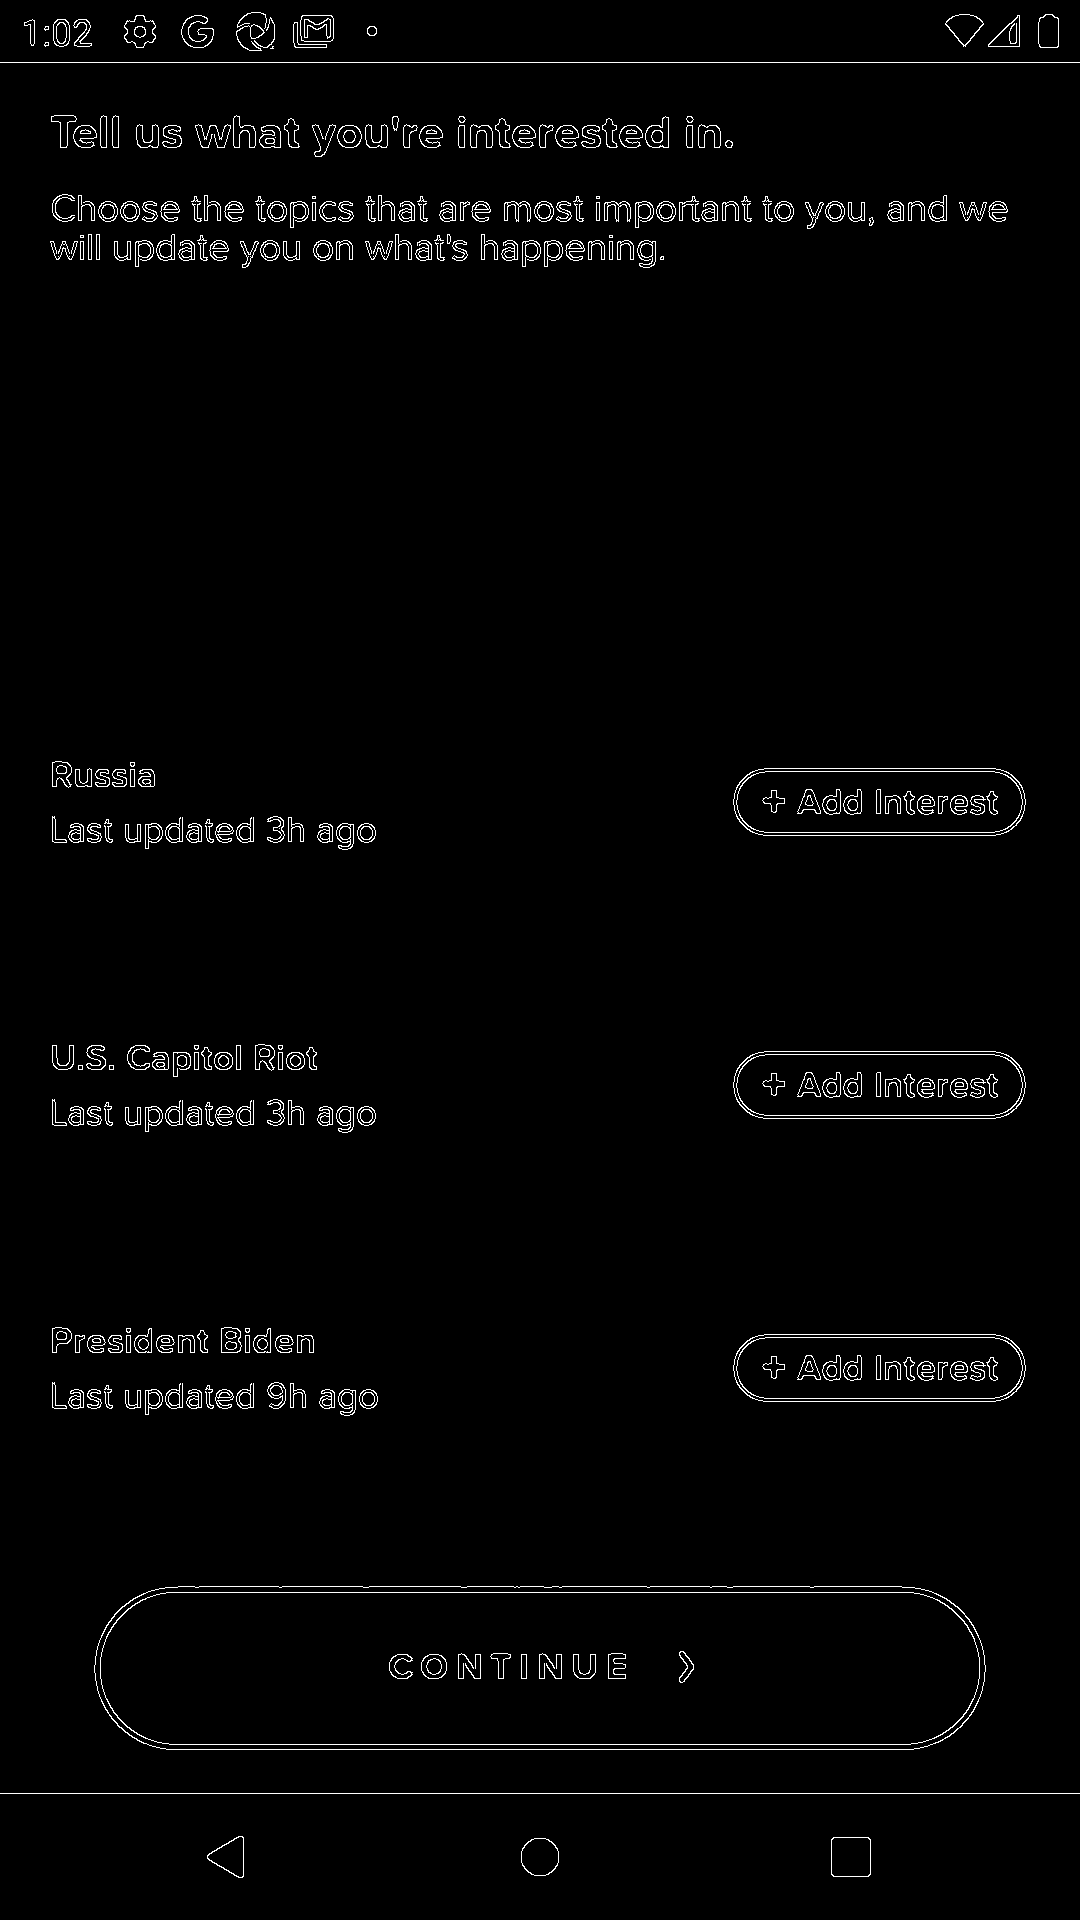 1:02
Tell us what you're interested in.
Choose the topics that are most important to you, and we
will update you on what's happening.
Russia
+ Add Interest
Last updated 3h ago
U.S. Capitol Riot
+ Add Interest
Last updated 3h ago
President Biden
+ Add Interest
Last updated 9h ago
CONTINUE